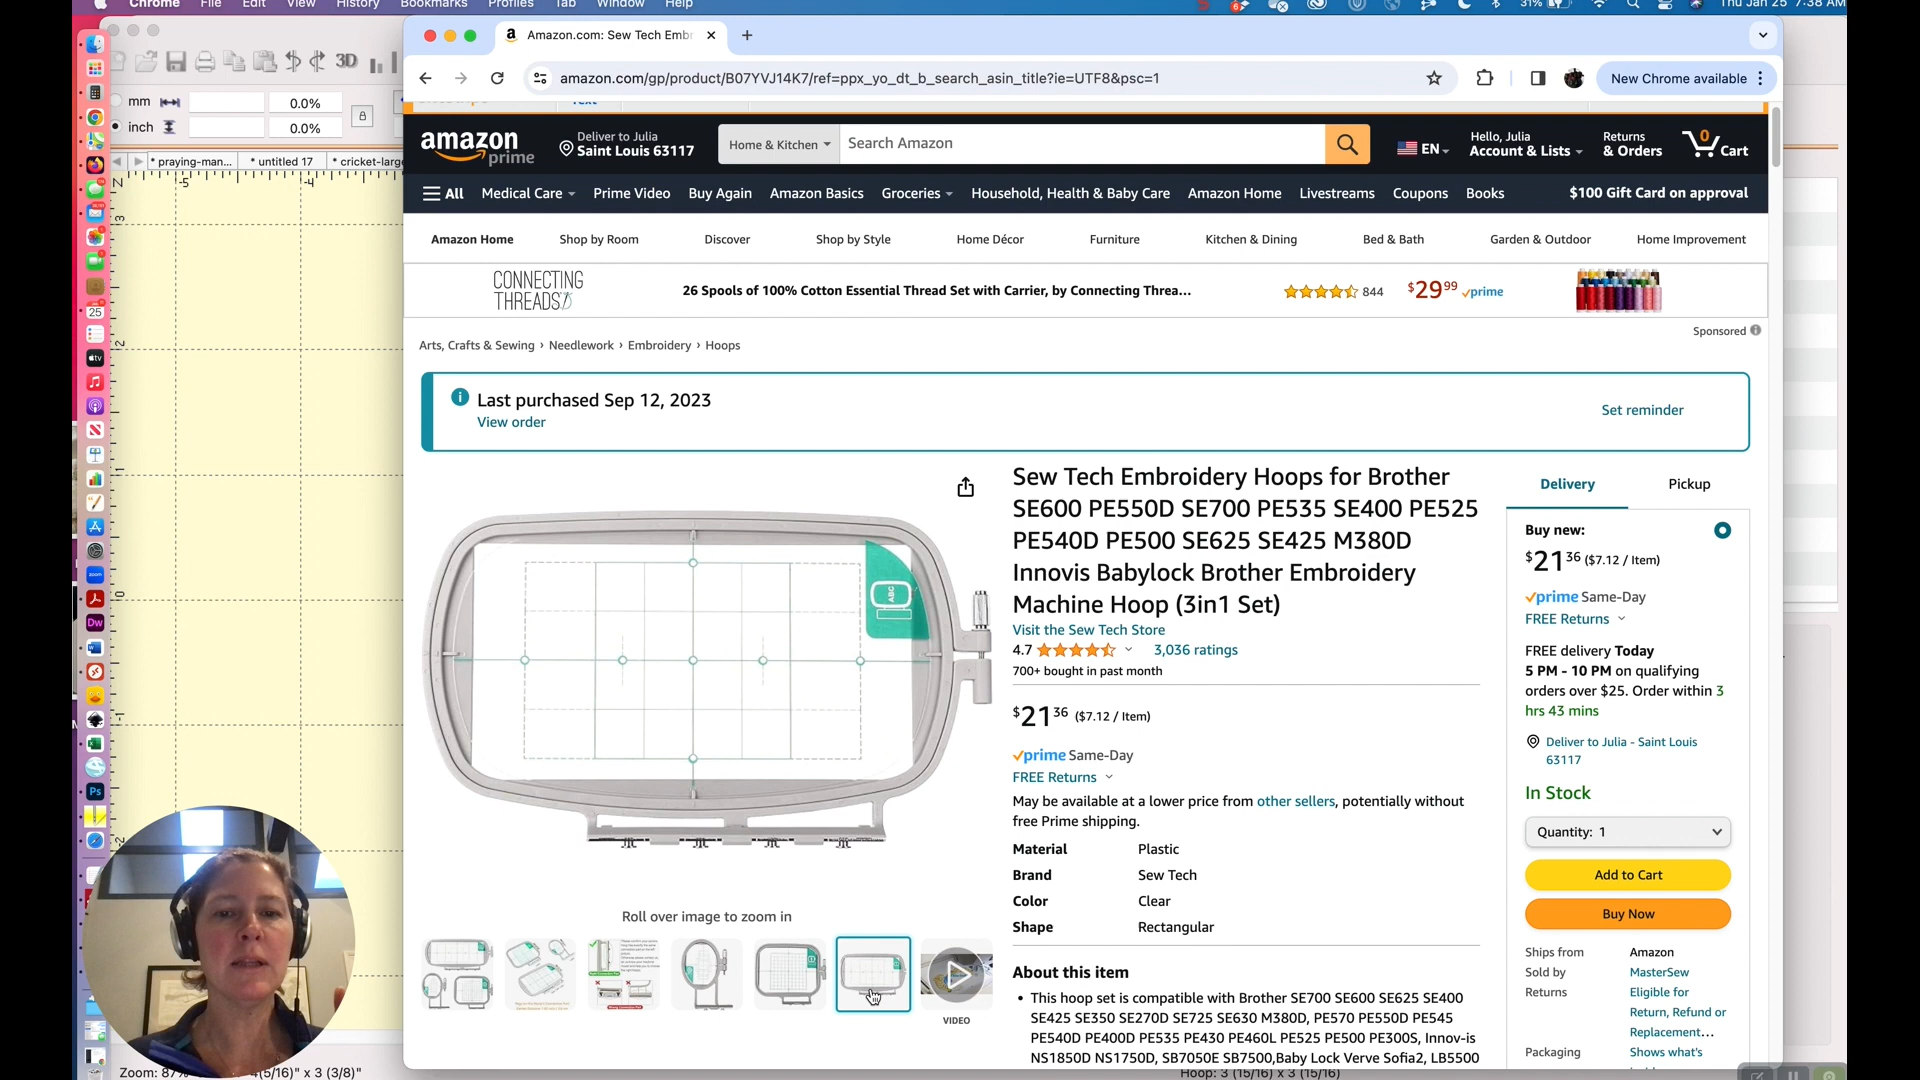 Chrome File Edit View History Bookmarks Profiles Tab Window Help
31% Thu Jan 25 7:38 AM
Amazon.com: Sew Tech Embr
amazon.com/gp/product/B07YVJ14K7/ref=ppx_yo_dt_b_search_asin_title?ie=UTF8&psc=1
New Chrome available
3D
mm 0.0%
inch 0.0%
* praying-man... * untitled 17 * cricket-large
-5 -4
amazon prime
Deliver to Julia
Saint Louis 63117
Home & Kitchen
Search Amazon
EN
Hello, Julia
Account & Lists
Returns
& Orders
0
Cart
All Medical Care Prime Video Buy Again Amazon Basics Groceries Household, Health & Baby Care Amazon Home Livestreams Coupons Books $100 Gift Card on approval
Amazon Home Shop by Room Discover Shop by Style Home Décor Furniture Kitchen & Dining Bed & Bath Garden & Outdoor Home Improvement
CONNECTING
THREADS
26 Spools of 100% Cotton Essential Thread Set with Carrier, by Connecting Threa...
844 $29 99 prime
Sponsored
Arts, Crafts & Sewing › Needlework › Embroidery › Hoops
Last purchased Sep 12, 2023
View order
Set reminder
Sew Tech Embroidery Hoops for Brother
SE600 PE550D SE700 PE535 SE400 PE525
PE540D PE500 SE625 SE425 M380D
Innovis Babylock Brother Embroidery
Machine Hoop (3in1 Set)
Visit the Sew Tech Store
4.7 3,036 ratings
700+ bought in past month
$21 36 ($7.12 / Item)
prime Same-Day
FREE Returns
May be available at a lower price from other sellers, potentially without
free Prime shipping.
Material Plastic
Brand Sew Tech
Color Clear
Shape Rectangular
About this item
• This hoop set is compatible with Brother SE700 SE600 SE625 SE400
SE425 SE350 SE270D SE725 SE630 M380D, PE570 PE550D PE545
PE540D PE400D PE535 PE430 PE460L PE525 PE500 PE300S, Innov-is
NS1850D NS1750D, SB7050E SB7500,Baby Lock Verve Sofia2, LB5500
ABC
Roll over image to zoom in
VIDEO
Delivery Pickup
Buy new:
$21 36 ($7.12 / Item)
prime Same-Day
FREE Returns
FREE delivery Today
5 PM - 10 PM on qualifying
orders over $25. Order within 3
hrs 43 mins
Deliver to Julia - Saint Louis
63117
In Stock
Quantity: 1
Add to Cart
Buy Now
Ships from Amazon
Sold by MasterSew
Returns Eligible for
Return, Refund or
Replacement...
Packaging Shows what's
Zoom: 87%
(5/16)" x 3 (3/8)"
Hoop: 3 (15/16) x 3 (15/16)